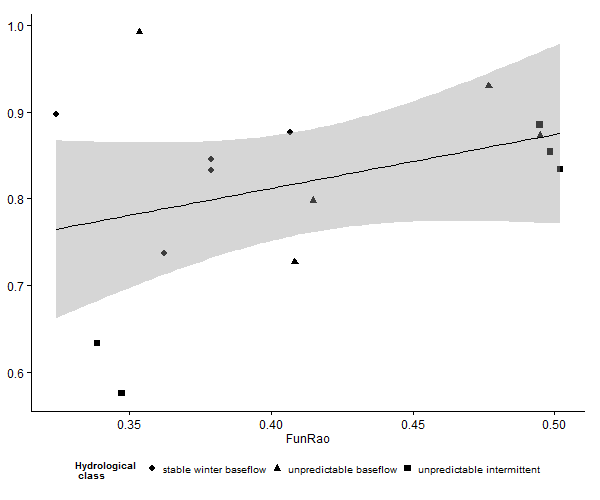 1.0
0.9
0.8
0.7
0.6
0.35 0.40 0.45 0.50
FunRao
Hydrological
class
stable winter baseflow unpredictable baseflow unpredictable intermittent